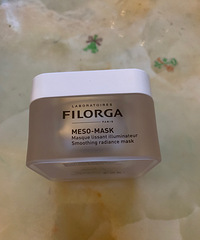 LABORATOIRES
FILORGA
PARIS
MESO-MASK
Masque lissant illuminateur
Smoothing radiance mask